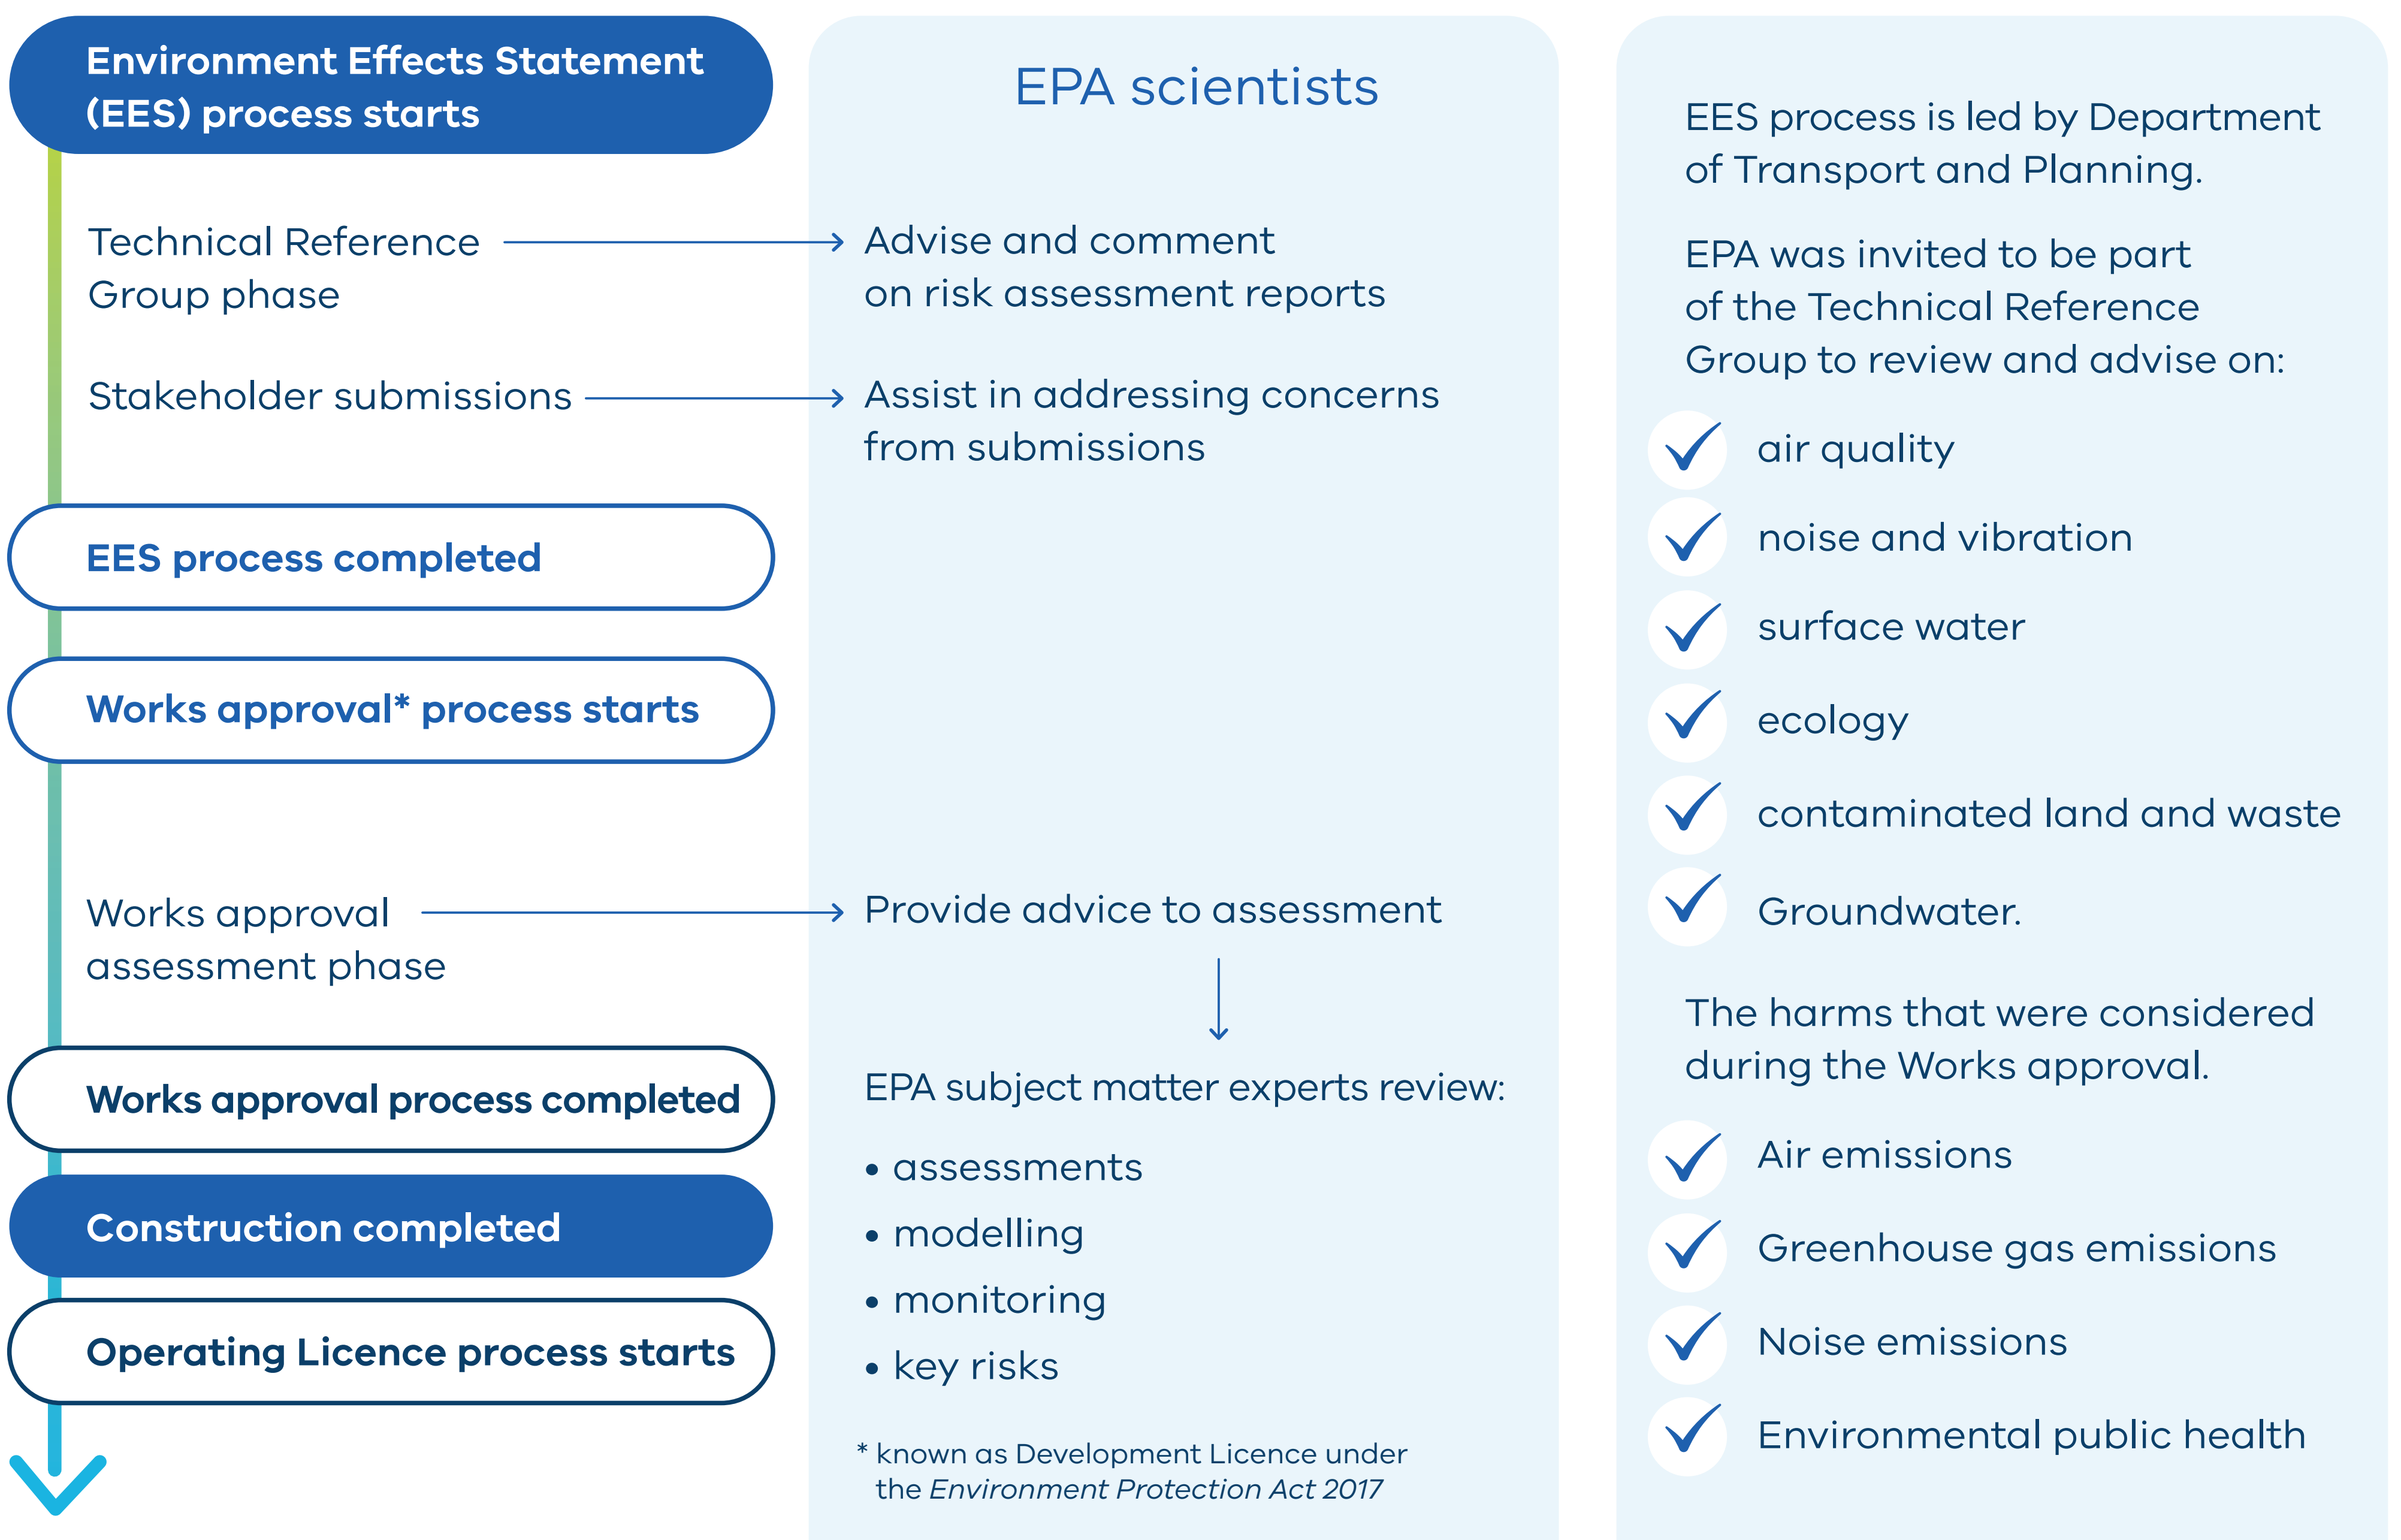 Environment Effects Statement
(EES) process starts
Technical Reference
Group phase
Stakeholder submissions
EES process completed
Works approval* process starts
Works approval
assessment phase
Works approval process completed
Construction completed
Operating Licence process starts
EPA scientists
Advise and comment
on risk assessment reports
Assist in addressing concerns
from submissions
Provide advice to assessment
EPA subject matter experts review:
• assessments
• modelling
• monitoring
• key risks
* known as Development Licence under
the Environment Protection Act 2017
EES process is led by Department
of Transport and Planning.
EPA was invited to be part
of the Technical Reference
Group to review and advise on:
air quality
noise and vibration
surface water
ecology
contaminated land and waste
Groundwater.
The harms that were considered
during the Works approval.
Air emissions
Greenhouse gas emissions
Noise emissions
Environmental public health